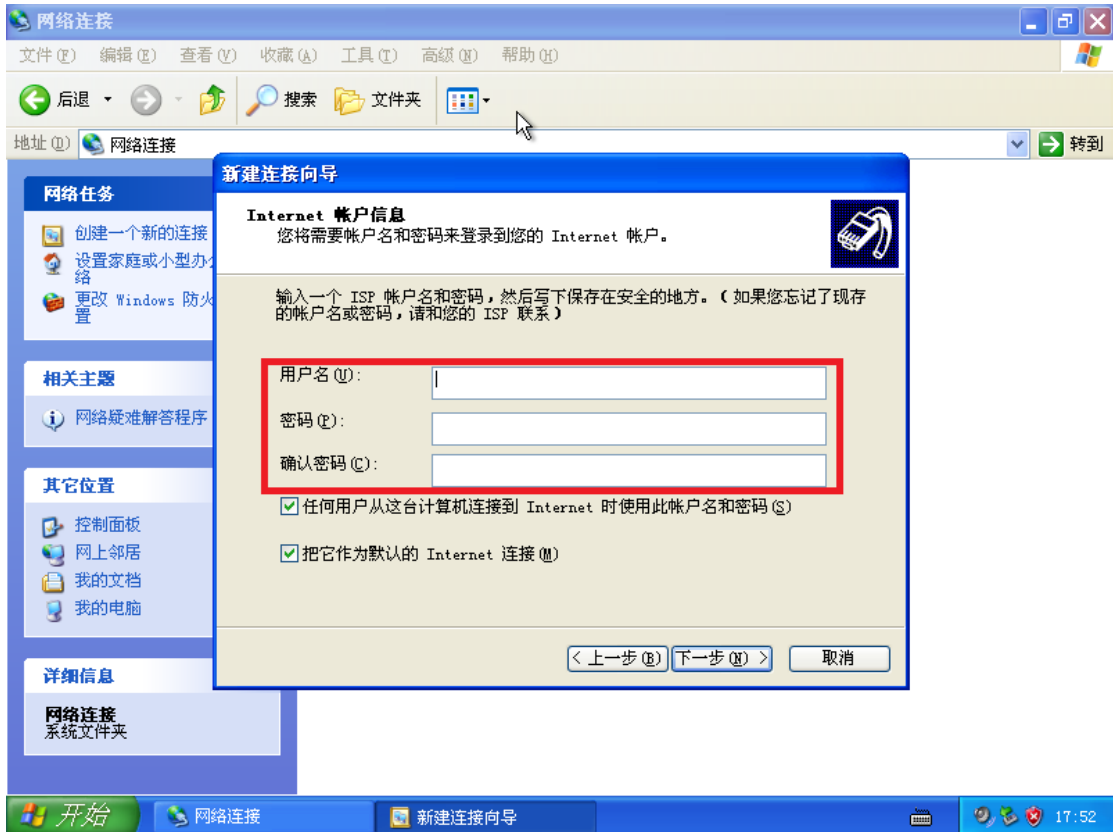 网络连接
文件(F) 编辑(E) 查看(V) 收藏(A) 工具(T) 高级(N) 帮助(H)
后退 搜索 文件夹
地址(D) 网络连接 转到
网络任务
创建一个新的连接
设置家庭或小型办公
络
更改 Windows 防火
置
相关主题
网络疑难解答程序
其它位置
控制面板
网上邻居
我的文档
我的电脑
详细信息
网络连接
系统文件夹
新建连接向导
Internet 帐户信息
您将需要帐户名和密码来登录到您的 Internet 帐户。
输入一个 ISP 帐户名和密码，然后写下保存在安全的地方。(如果您忘记了现存
的帐户名或密码，请和您的 ISP 联系)
用户名(U):
密码(P):
确认密码(C):
任何用户从这台计算机连接到 Internet 时使用此帐户名和密码(S)
把它作为默认的 Internet 连接(M)
< 上一步(B) 下一步(N) > 取消
开始 网络连接 新建连接向导 17:52